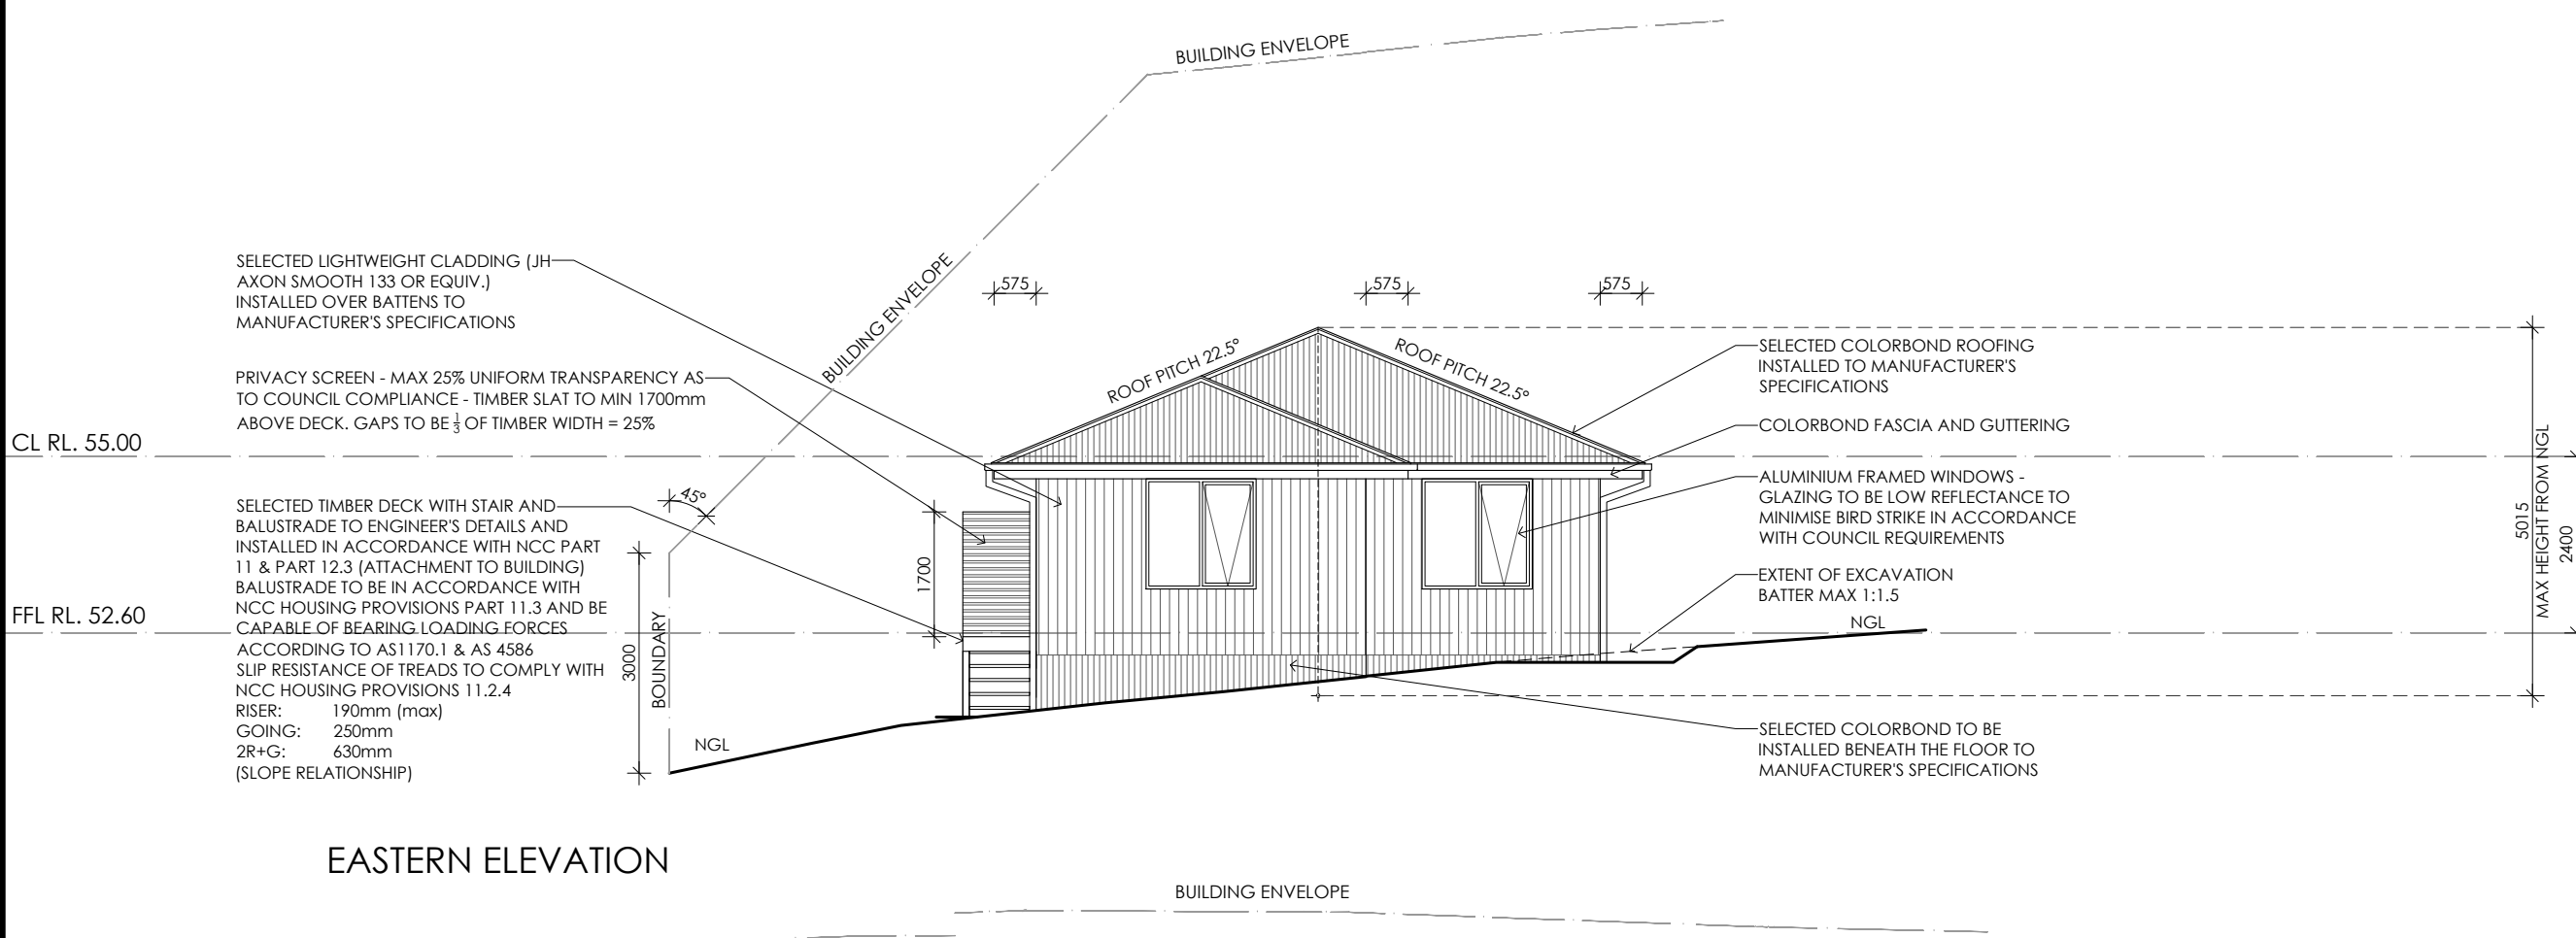 BUILDING ENVELOPE
BUILDING ENVELOPE
SELECTED LIGHTWEIGHT CLADDING (JH
AXON SMOOTH 133 OR EQUIV.)
INSTALLED OVER BATTENS TO
MANUFACTURER'S SPECIFICATIONS
PRIVACY SCREEN - MAX 25% UNIFORM TRANSPARENCY AS
TO COUNCIL COMPLIANCE - TIMBER SLAT TO MIN 1700mm
ABOVE DECK. GAPS TO BE 1/3 OF TIMBER WIDTH = 25%
CL RL. 55.00
SELECTED TIMBER DECK WITH STAIR AND
BALUSTRADE TO ENGINEER'S DETAILS AND
INSTALLED IN ACCORDANCE WITH NCC PART
11 & PART 12.3 (ATTACHMENT TO BUILDING)
BALUSTRADE TO BE IN ACCORDANCE WITH
NCC HOUSING PROVISIONS PART 11.3 AND BE
CAPABLE OF BEARING LOADING FORCES
ACCORDING TO AS1170.1 & AS 4586
SLIP RESISTANCE OF TREADS TO COMPLY WITH
NCC HOUSING PROVISIONS 11.2.4
RISER: 190mm (max)
GOING: 250mm
2R+G: 630mm
(SLOPE RELATIONSHIP)
FFL RL. 52.60
45°
3000
BOUNDARY
NGL
1700
575
575
575
ROOF PITCH 22.5°
ROOF PITCH 22.5°
SELECTED COLORBOND ROOFING
INSTALLED TO MANUFACTURER'S
SPECIFICATIONS
COLORBOND FASCIA AND GUTTERING
ALUMINIUM FRAMED WINDOWS -
GLAZING TO BE LOW REFLECTANCE TO
MINIMISE BIRD STRIKE IN ACCORDANCE
WITH COUNCIL REQUIREMENTS
EXTENT OF EXCAVATION
BATTER MAX 1:1.5
NGL
SELECTED COLORBOND TO BE
INSTALLED BENEATH THE FLOOR TO
MANUFACTURER'S SPECIFICATIONS
5015
MAX HEIGHT FROM NGL
2400
EASTERN ELEVATION
BUILDING ENVELOPE